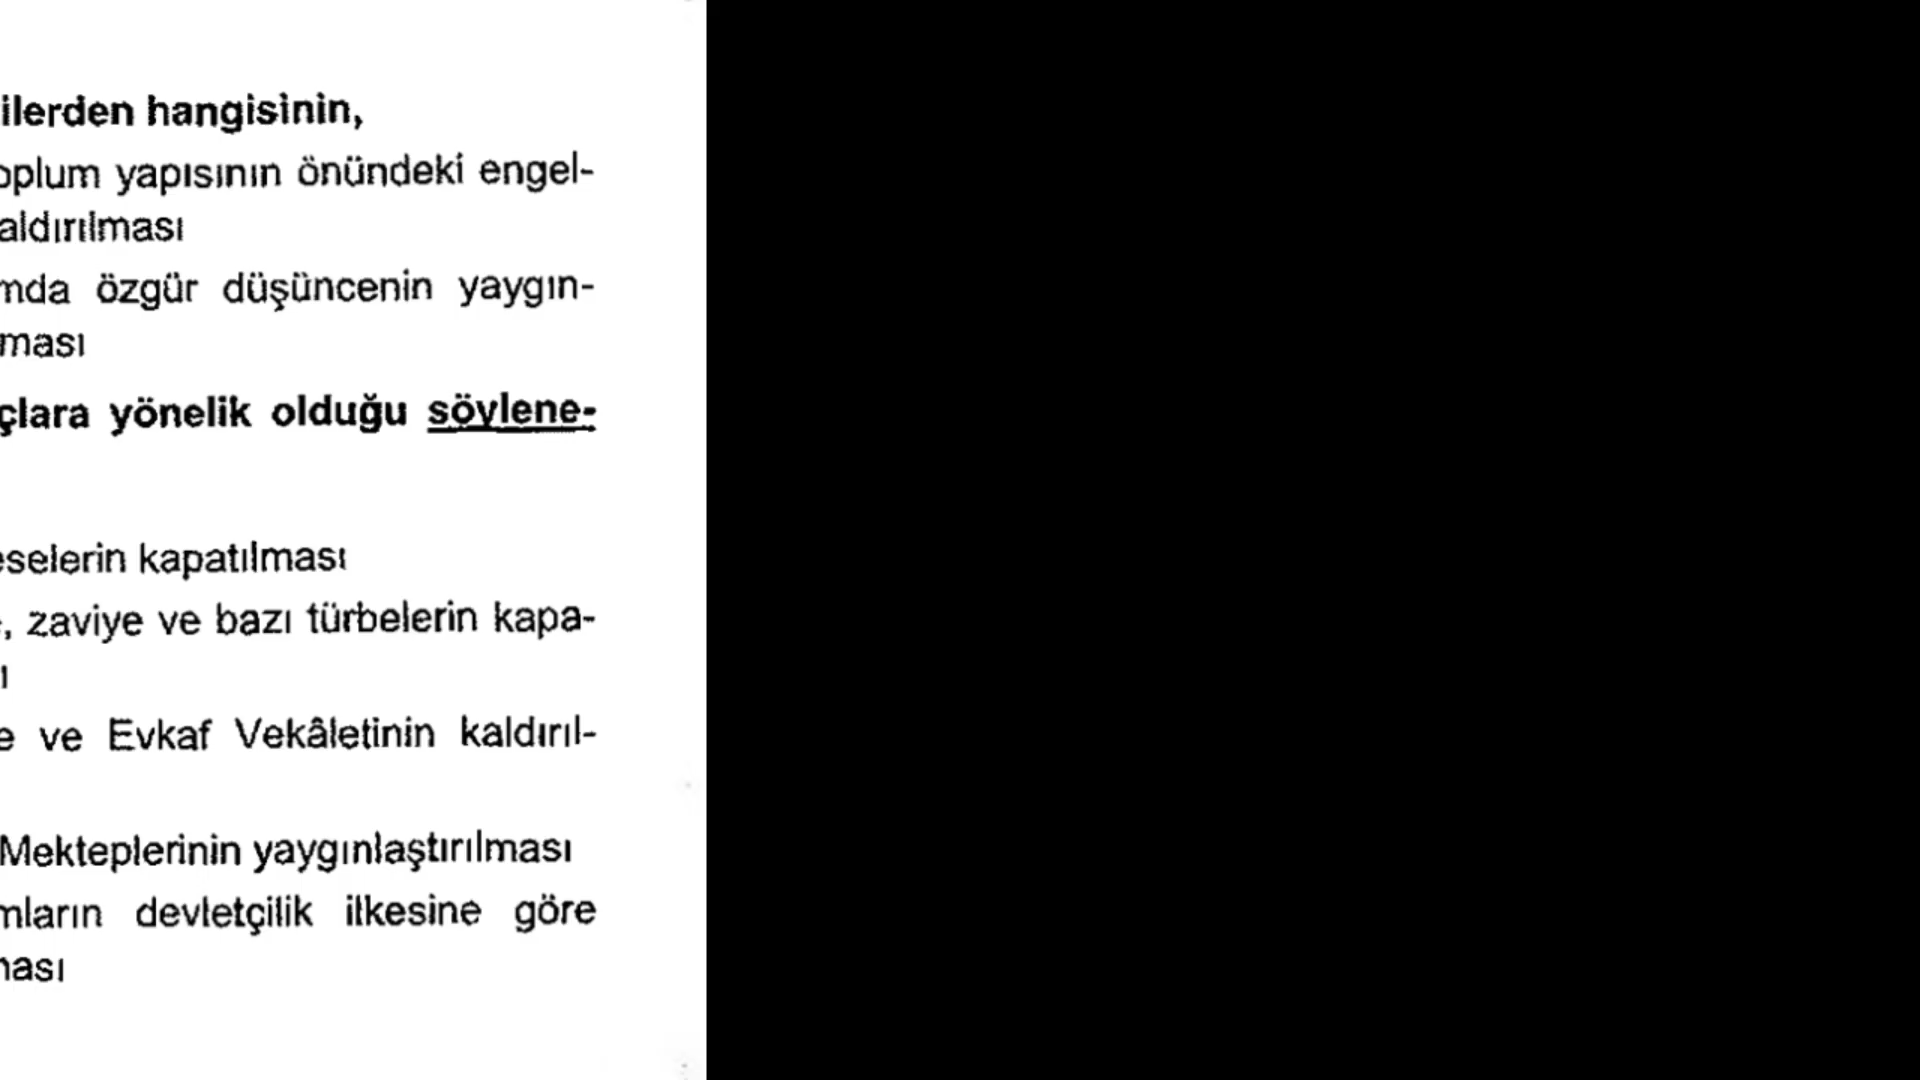 ilerden hangisinin,
oplum yapısının önündeki engel-
aldırılması
mda özgür düşüncenin yaygın-
ması
çlara yönelik olduğu söylene-
eselerin kapatılması
, zaviye ve bazı türbelerin kapa-
ı
e ve Evkaf Vekâletinin kaldırıl-
Mekteplerinin yaygınlaştırılması
mların devletçilik ilkesine göre
ması